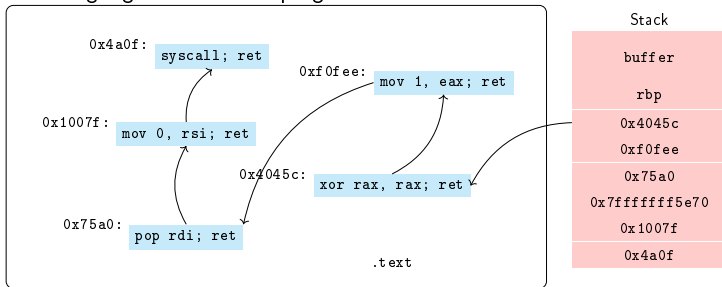 Stack
0x4a0f:
syscall; ret
buffer
0xf0fee:
mov 1, eax; ret
rbp
0x1007f:
mov 0, rsi; ret
0x4045c
0xf0fee
0x4045c:
xor rax, rax; ret
0x75a0
0x7fffffff5e70
0x75a0:
pop rdi; ret
0x1007f
0x4a0f
.text